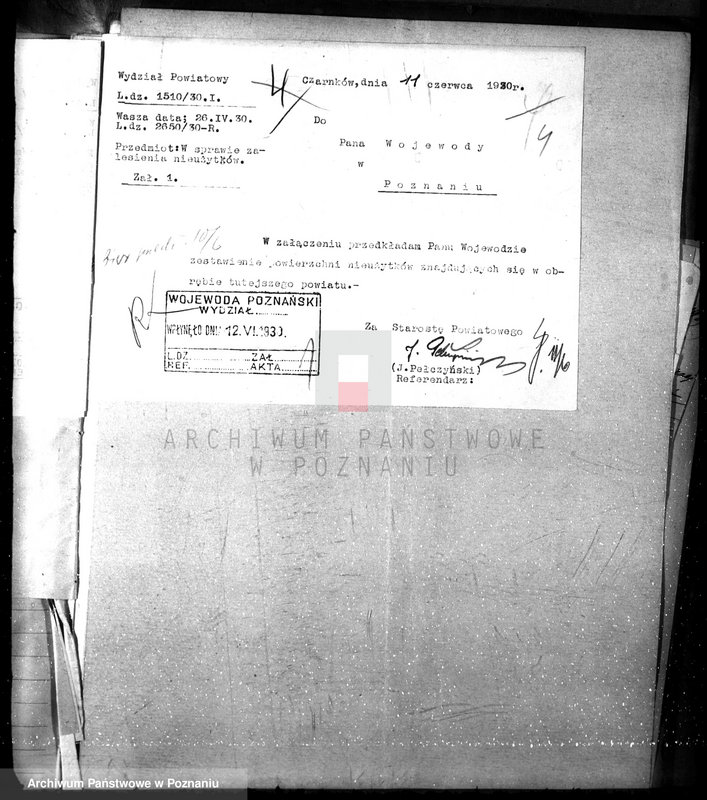 Wydział Powiatowy
L.dz. 1510/30.I.
Wasza data; 26.IV.30.
L.dz. 2650/30-R.
Przedmiot:W sprawie za-
lesienia nieużytków.
Zał. 1.
Czarnków,dnia 11 czerwca 1930r.
Do
Pana Wojewody
w
Poznaniu
W załączeniu przedkładam Panu Wojewodzie
zestawienie powierzchni nieużytków znajdujących się w ob-
rębie tutejszego powiatu.-
10/6
WOJEWODA POZNAŃSKI
WYDZIAŁ
WPŁYNĘŁO DNIA 12.VI.1930.
L.DZ. ZAŁ.
REF. AKTA
Za Starostę Powiatowego
(J.Pełczyński)
Referendarz:
ARCHIWUM PAŃSTWOWE
W POZNANIU
Archiwum Państwowe w Poznaniu